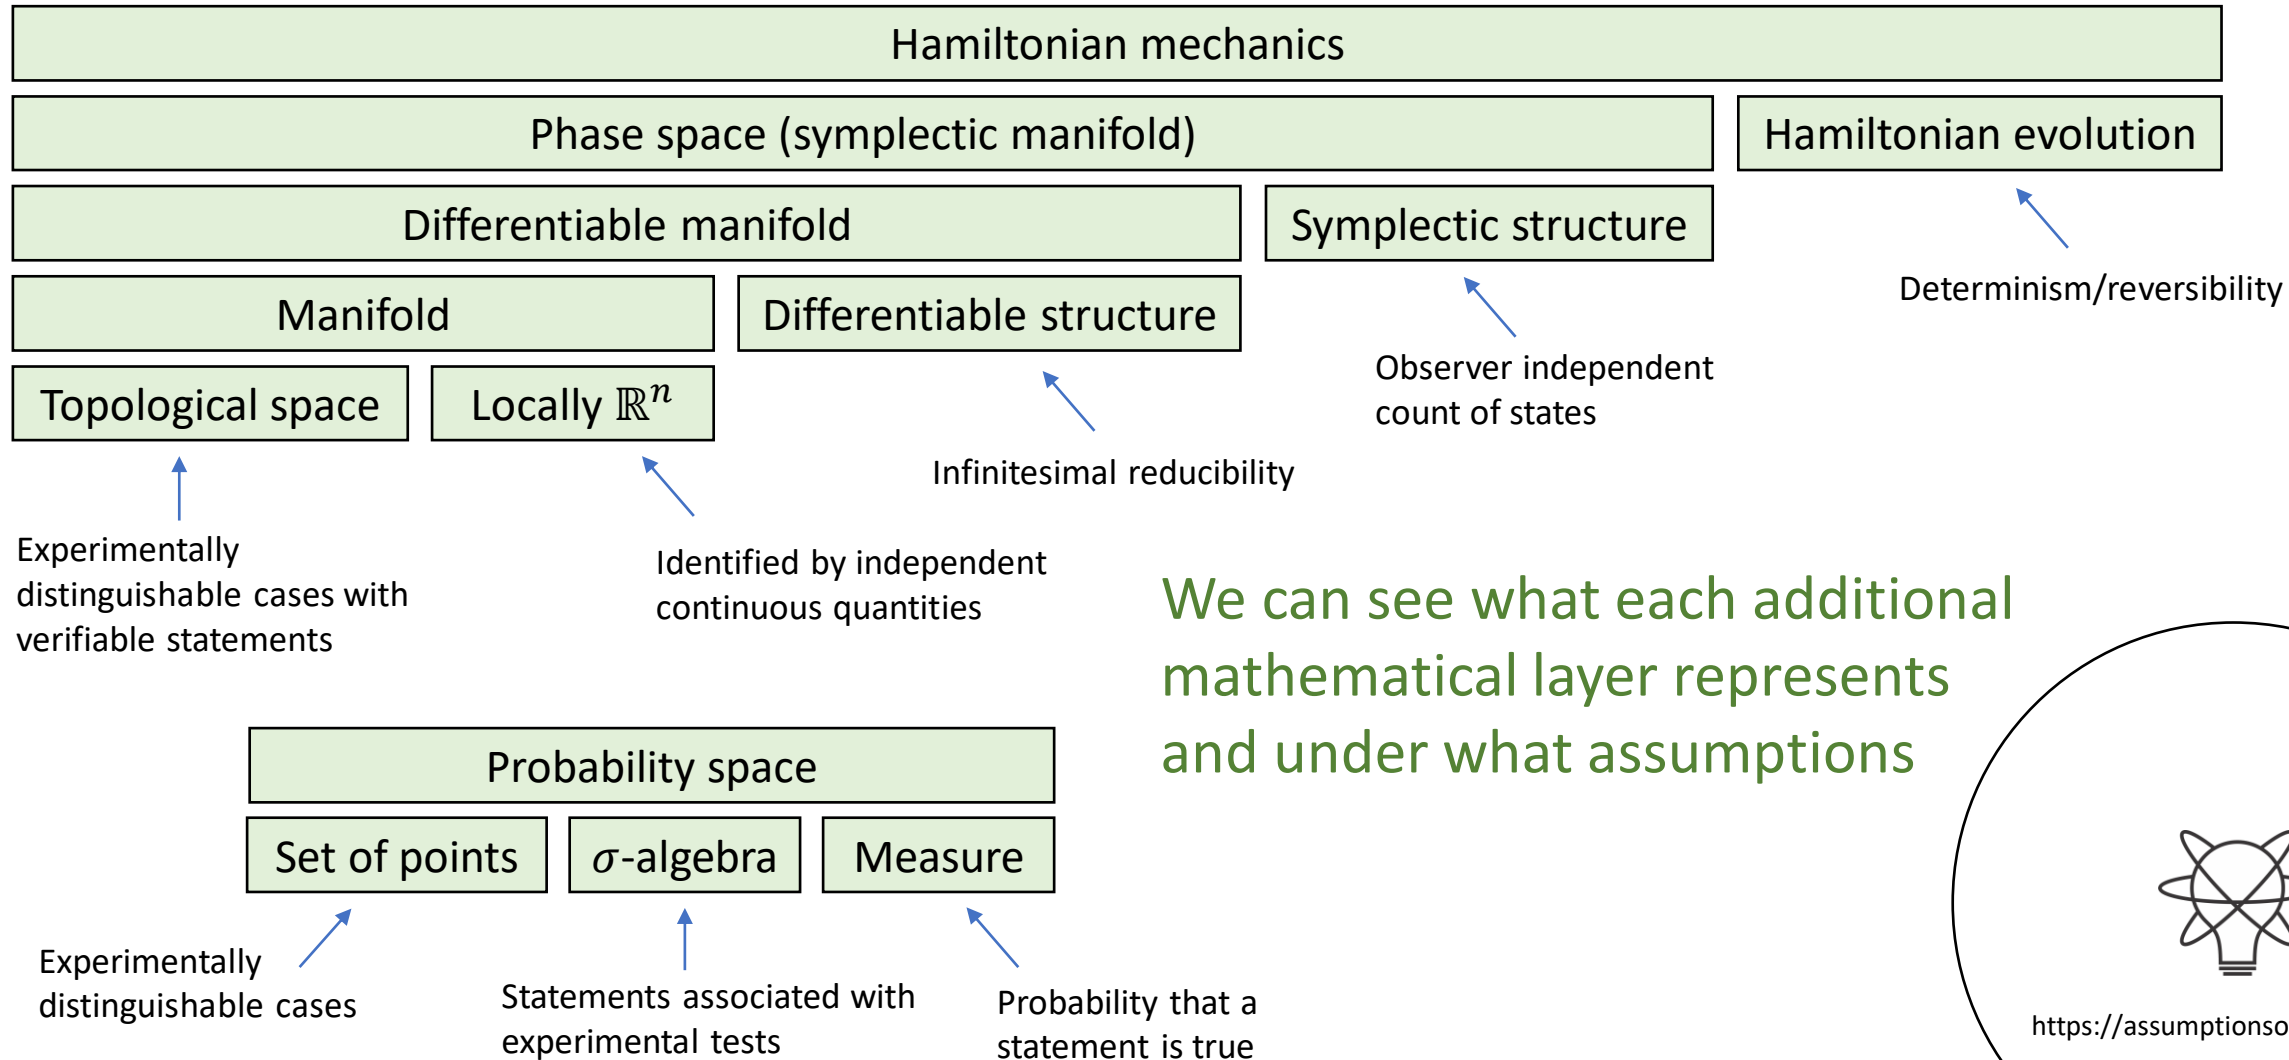 Hamiltonian mechanics
Phase space (symplectic manifold)
Hamiltonian evolution
Differentiable manifold
Symplectic structure
Determinism/reversibility
Manifold
Differentiable structure
Observer independent
count of states
Topological space
Locally ℝⁿ
Infinitesimal reducibility
Experimentally
distinguishable cases with
verifiable statements
Identified by independent
continuous quantities
We can see what each additional
mathematical layer represents
and under what assumptions
Probability space
Set of points
σ-algebra
Measure
Experimentally
distinguishable cases
Statements associated with
experimental tests
Probability that a
statement is true
https://assumptionso